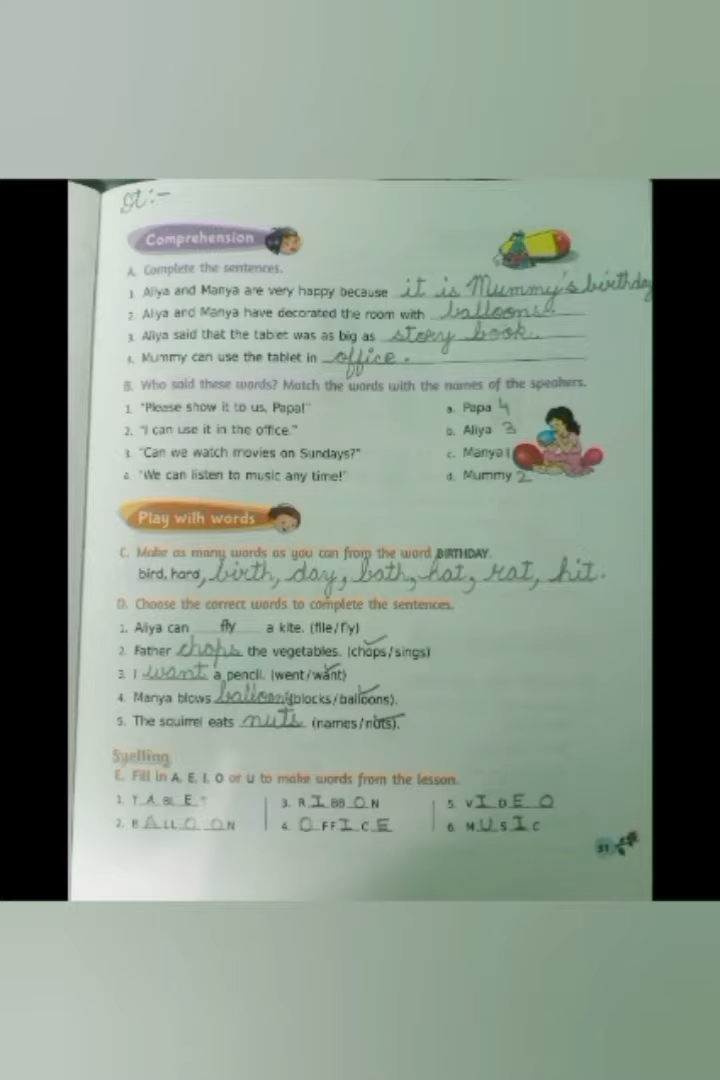 It:-
Comprehension
A. Complete the sentences.
1. Aliya and Manya are very happy because it is Mummy's birthday
2. Aliya and Manya have decorated the room with balloons.
3. Aliya said that the tablet was as big as story book.
4. Mummy can use the tablet in office.
B. Who said these words? Match the words with the names of the speakers.
1. "Please show it to us, Papa!" a. Papa 4
2. "I can use it in the office." b. Aliya 3
3. "Can we watch movies on Sundays?" c. Manya 1
4. "We can listen to music any time!" d. Mummy 2
Play with words
C. Make as many words as you can from the word BIRTHDAY.
bird, hard, birth, day, bath, hat, rat, hit.
D. Choose the correct words to complete the sentences.
1. Aliya can fly a kite. (file/fly)
2. Father chops the vegetables. (chops/sings)
3. I want a pencil. (went/want)
4. Manya blows balloons (blocks/balloons).
5. The squirrel eats nuts (names/nuts).
Spelling
E. Fill in A, E, I, O or U to make words from the lesson.
1. T A BL E T 3. R I BB O N 5. V I D E O
2. B A LL O O N 4. O FF I C E 6. M U S I C
51